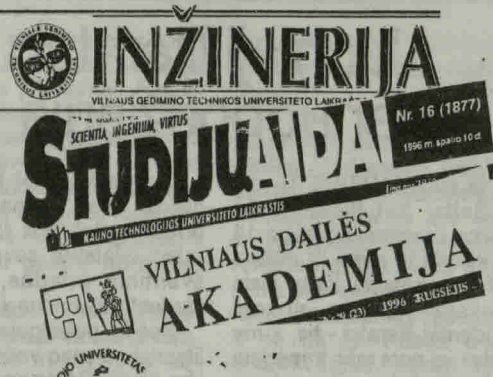 INŽINERIJA
VILNIAUS GEDIMINO TECHNIKOS UNIVERSITETO LAIKRAŠTIS
SCIENTIA, INGENIUM, VIRTUS
STUDIJŲ AIDAI
Nr. 16 (1877)
1996 m. spalio 10 d.
KAUNO TECHNOLOGIJOS UNIVERSITETO LAIKRAŠTIS
VILNIAUS DAILĖS
AKADEMIJA
(23) 1996 RUGSĖJIS
UNIVERSITETAS